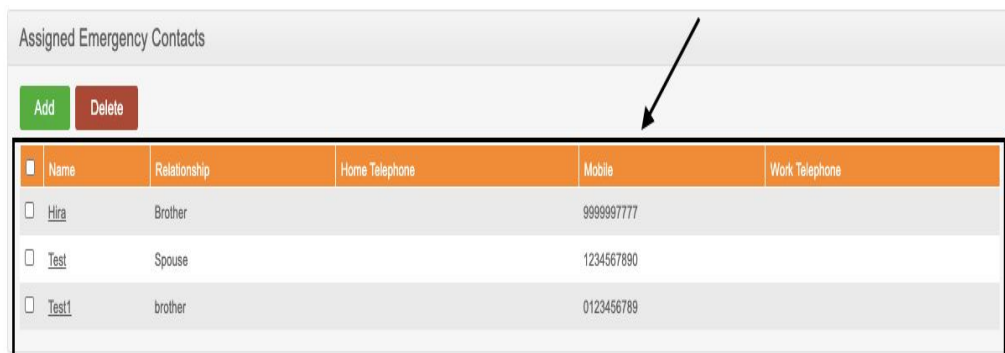 Assigned Emergency Contacts
Add Delete
Name Relationship Home Telephone Mobile Work Telephone
Hira Brother 9999997777
Test Spouse 1234567890
Test1 brother 0123456789